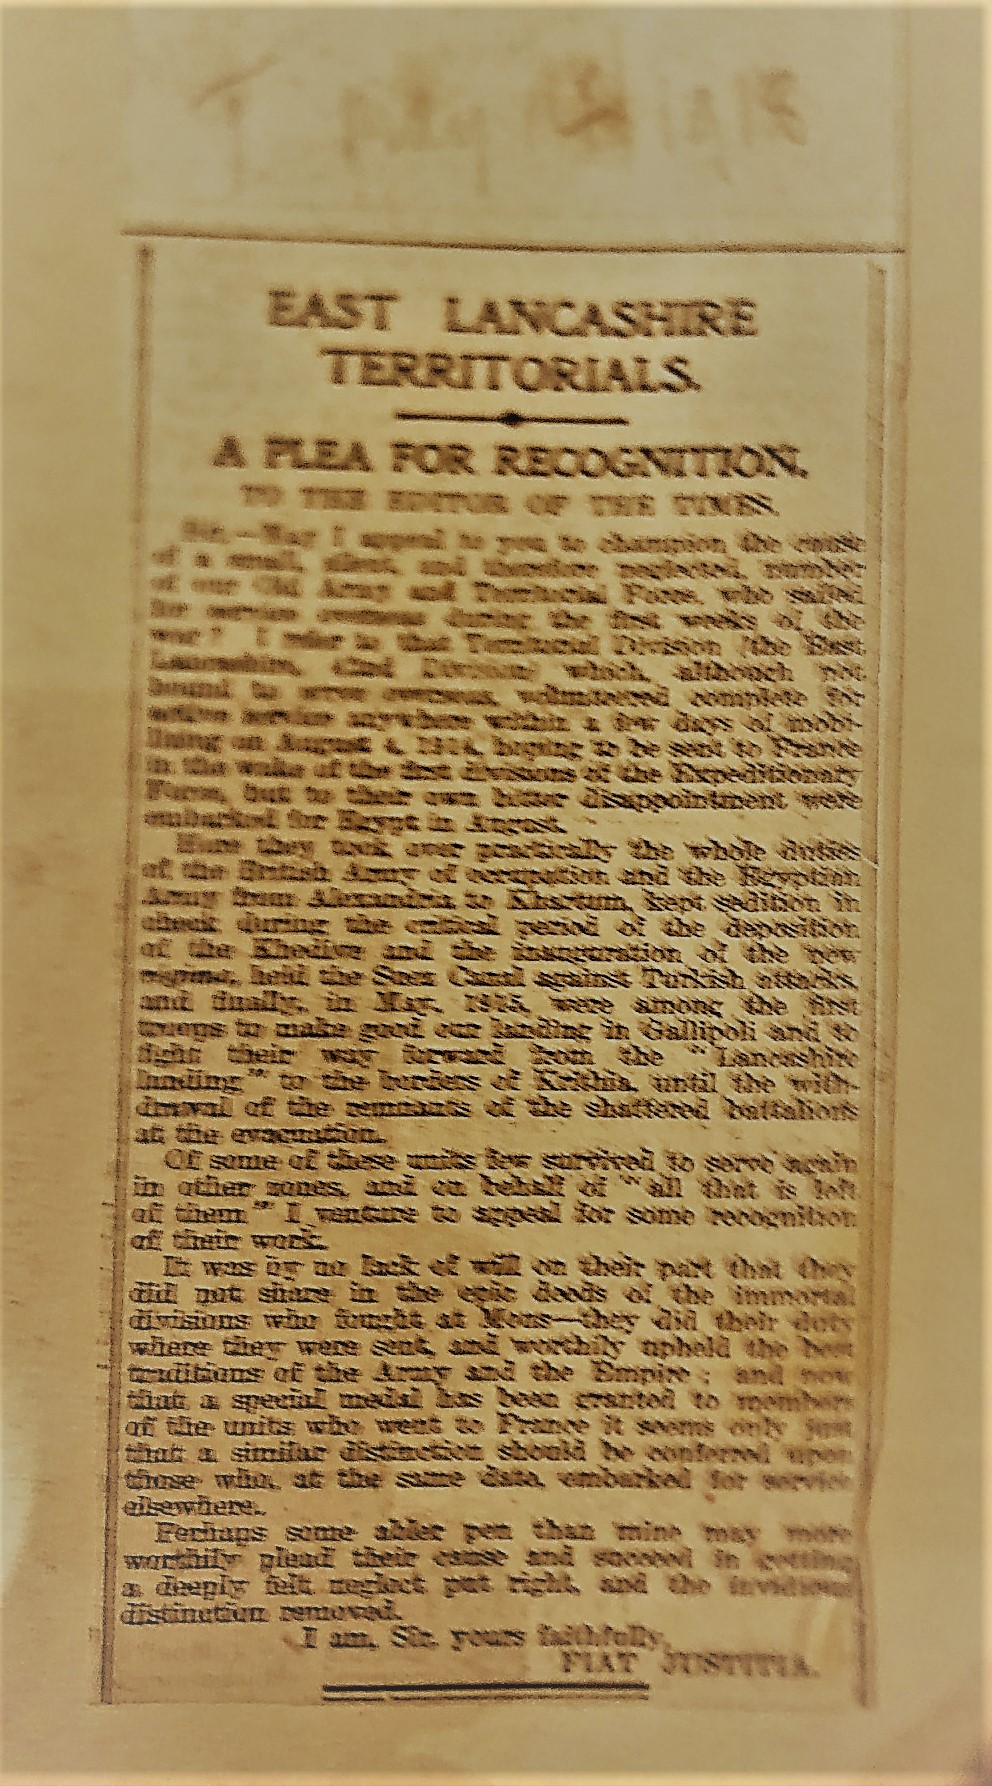 EAST LANCASHIRE
TERRITORIALS.
A PLEA FOR RECOGNITION.
TO THE EDITOR OF THE TIMES.
Sir,—May I appeal to you to champion the cause
of a small, silent, and therefore neglected, number
of our Old Army and Territorial Force, who sailed
for service overseas during the first weeks of the
war? I refer to that Territorial Division (the East
Lancashire, 42nd Division) which, although not
bound to serve overseas, volunteered complete for
active service anywhere within a few days of mobi-
lizing on August 4, 1914, hoping to be sent to France
in the wake of the first divisions of the Expeditionary
Force, but to their own bitter disappointment were
embarked for Egypt in August.
Here they took over practically the whole duties
of the British Army of occupation and the Egyptian
Army from Alexandria to Khartum, kept sedition in
check during the critical period of the deposition
of the Khedive and the inauguration of the new
régime, held the Suez Canal against Turkish attacks,
and finally, in May, 1915, were among the first
troops to make good our landing in Gallipoli and to
fight their way forward from the "Lancashire
landing" to the borders of Krithia, until the with-
drawal of the remnants of the shattered battalions
at the evacuation.
Of some of these units few survived to serve again
in other zones, and on behalf of "all that is left
of them" I venture to appeal for some recognition
of their work.
It was by no lack of will on their part that they
did not share in the epic deeds of the immortal
divisions who fought at Mons—they did their duty
where they were sent, and worthily upheld the best
traditions of the Army and the Empire; and now
that a special medal has been granted to members
of the units who went to France it seems only just
that a similar distinction should be conferred upon
those who, at the same date, embarked for service
elsewhere.
Perhaps some abler pen than mine may more
worthily plead their cause and succeed in getting
a deeply felt neglect put right, and the invidious
distinction removed.
I am, Sir, yours faithfully,
FIAT JUSTITIA.